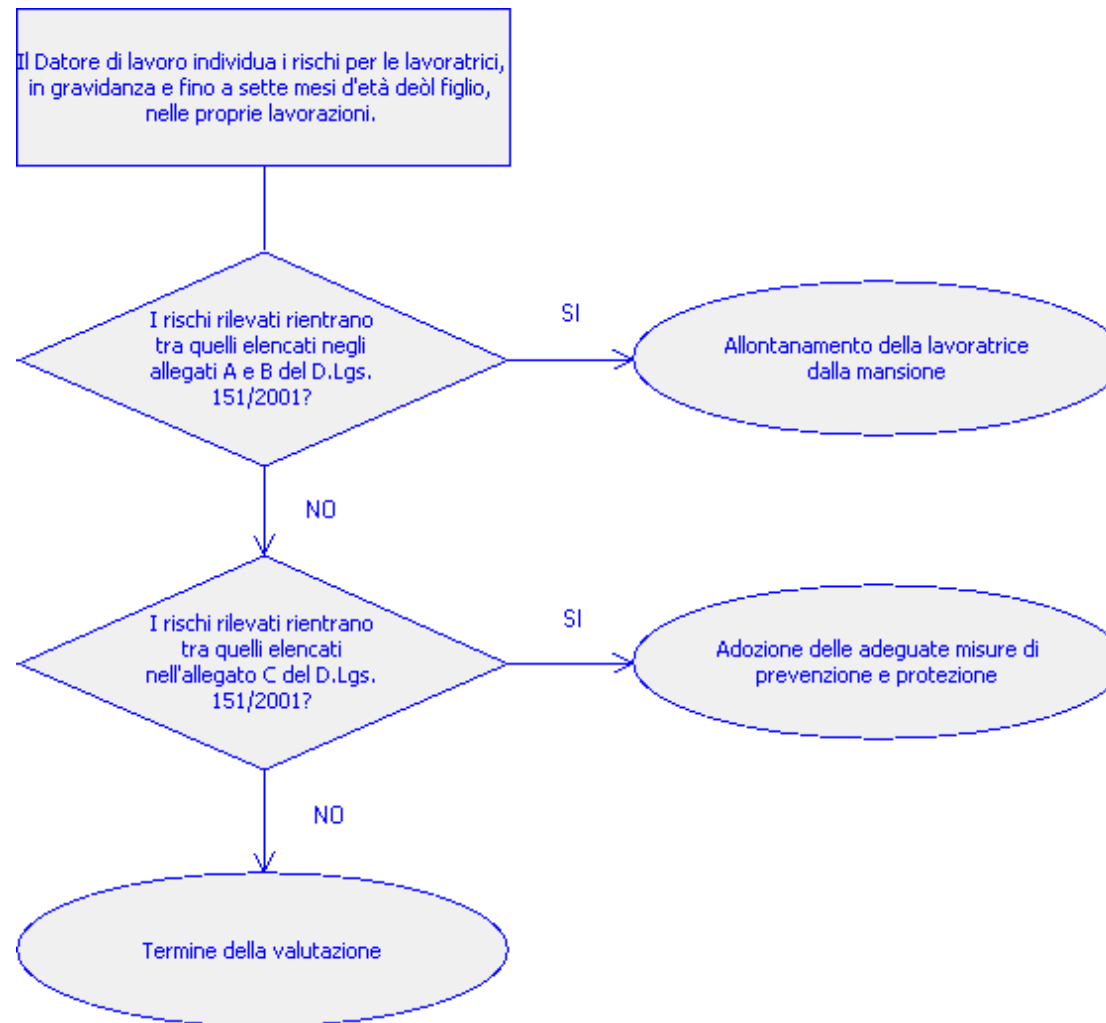 Il Datore di lavoro individua i rischi per le lavoratrici,
in gravidanza e fino a sette mesi d'età deòl figlio,
nelle proprie lavorazioni.
I rischi rilevati rientrano
tra quelli elencati negli
allegati A e B del D.Lgs.
151/2001?
SI
Allontanamento della lavoratrice
dalla mansione
NO
I rischi rilevati rientrano
tra quelli elencati
nell'allegato C del D.Lgs.
151/2001?
SI
Adozione delle adeguate misure di
prevenzione e protezione
NO
Termine della valutazione